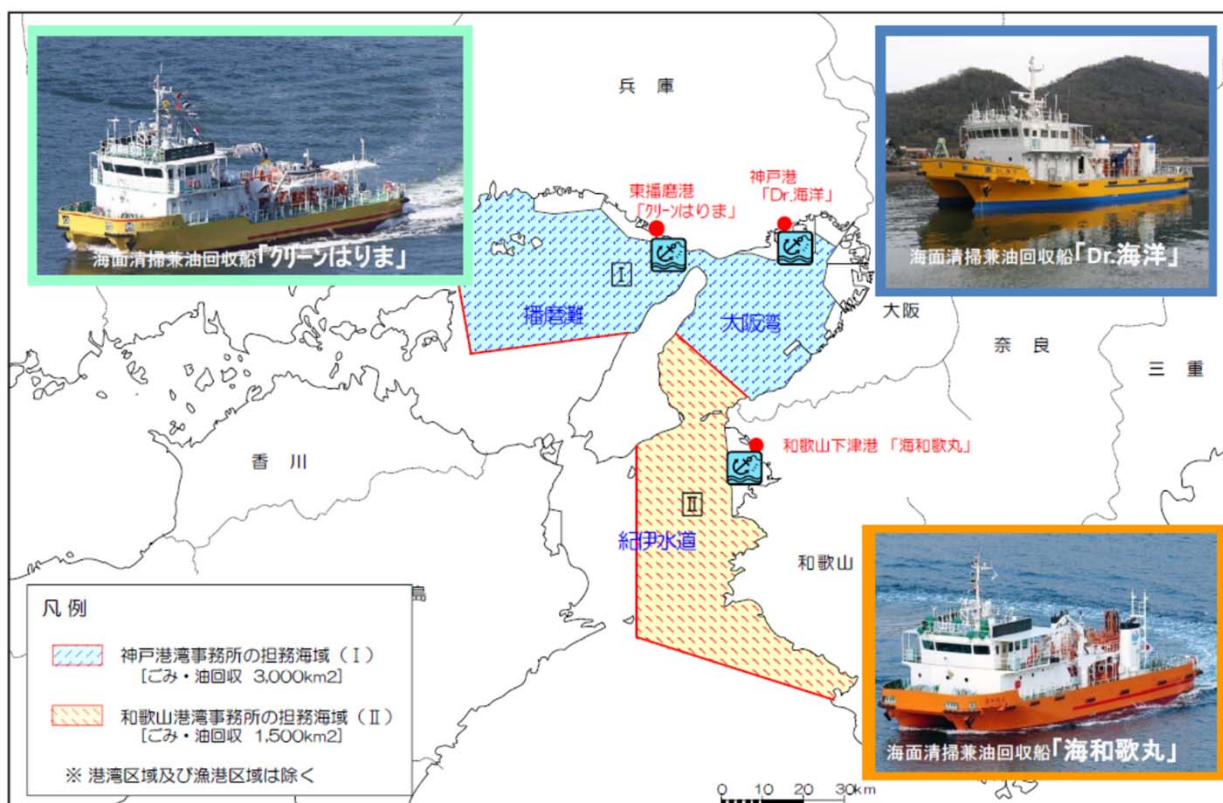 兵 庫
東播磨港
「ｸﾘｰﾝはりま」
神戸港
「Dr.海洋」
海面清掃兼油回収船「ｸﾘｰﾝはりま」
海面清掃兼油回収船「Dr.海洋」
Ⅰ
播磨灘
大阪湾
大阪
奈 良
三 重
和歌山下津港 「海和歌丸」
香 川
Ⅱ
紀伊水道
和歌山
島
凡 例
神戸港湾事務所の担務海域（Ⅰ）
[ごみ・油回収 3,000km2]
和歌山港湾事務所の担務海域（Ⅱ）
[ごみ・油回収 1,500km2]
※ 港湾区域及び漁港区域は除く
海面清掃兼油回収船「海和歌丸」
0 10 20 30km